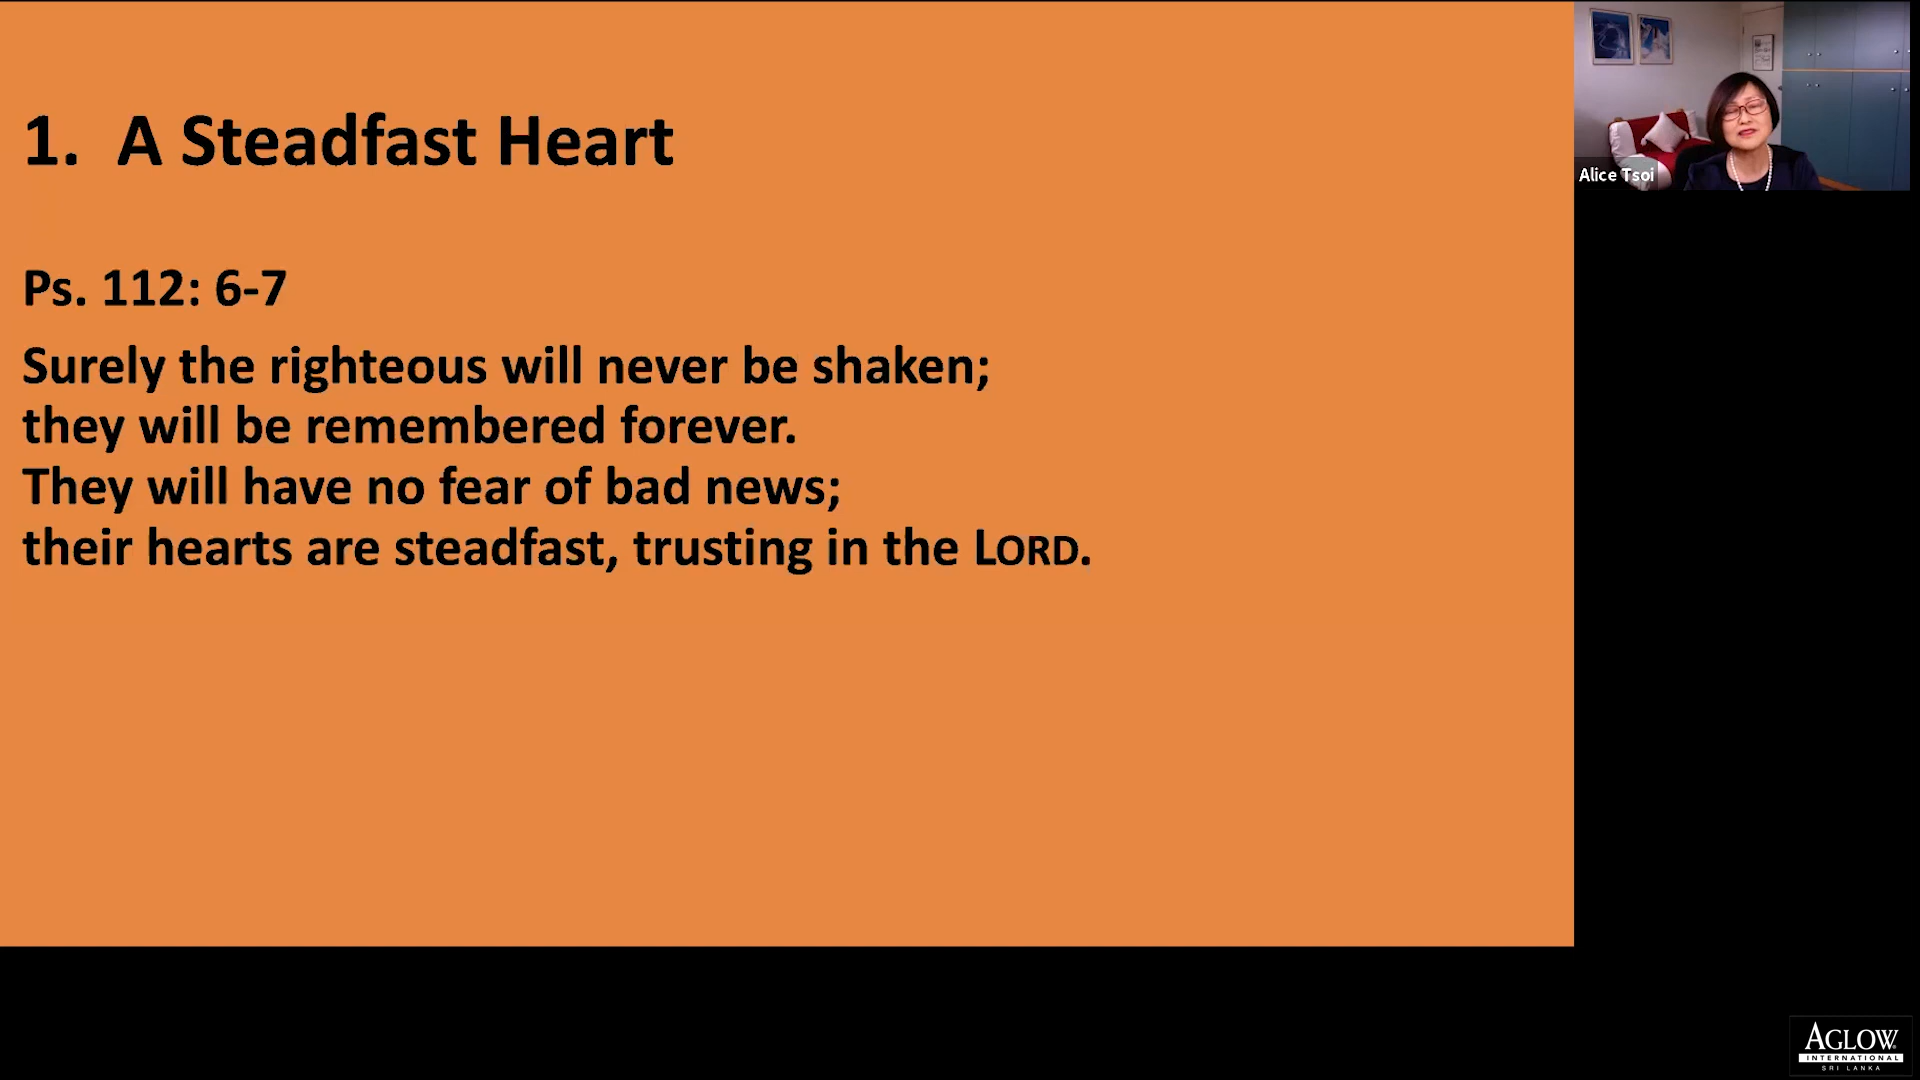 1. A Steadfast Heart
Ps. 112: 6-7
Surely the righteous will never be shaken;
they will be remembered forever.
They will have no fear of bad news;
their hearts are steadfast, trusting in the LORD.
Alice Tsoi
AGLOW
INTERNATIONAL
SRI LANKA